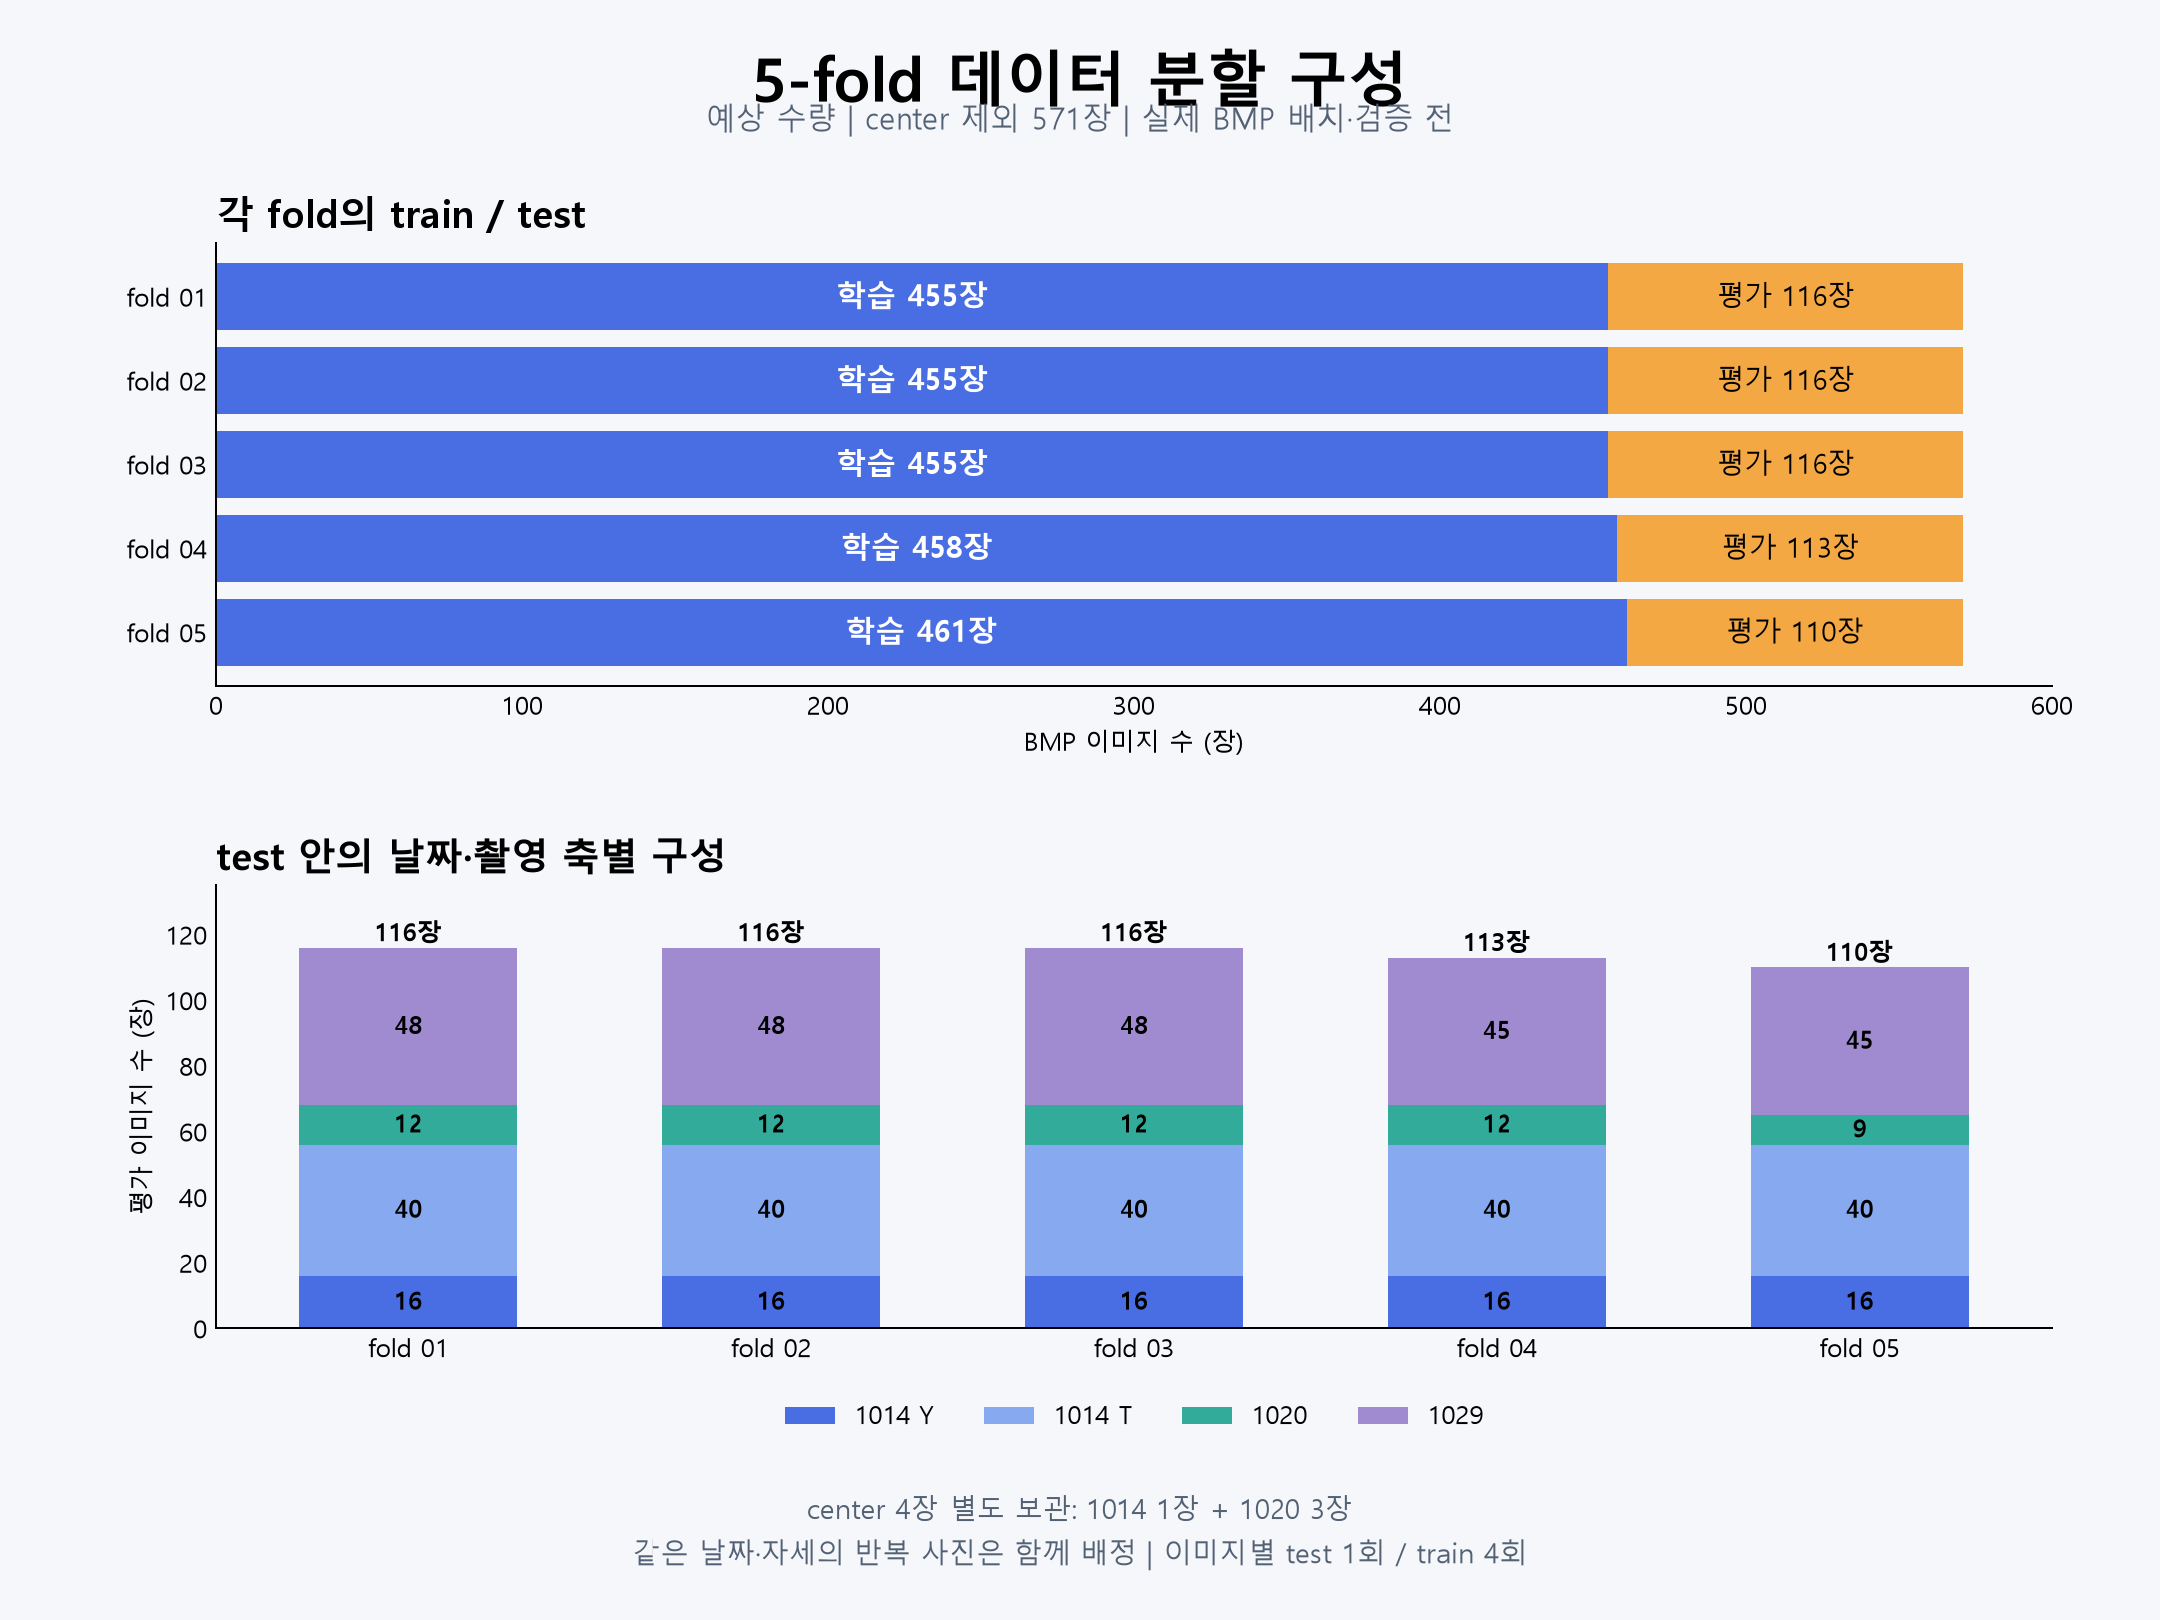 5-fold 데이터 분할 구성
예상 수량 | center 제외 571장 | 실제 BMP 배치·검증 전
각 fold의 train / test
fold 01
학습 455장
평가 116장
fold 02
학습 455장
평가 116장
fold 03
학습 455장
평가 116장
fold 04
학습 458장
평가 113장
fold 05
학습 461장
평가 110장
0 100 200 300 400 500 600
BMP 이미지 수 (장)
test 안의 날짜·촬영 축별 구성
평가 이미지 수 (장)
120
100
80
60
40
20
0
116장 116장 116장 113장 110장
48 48 48 45 45
12 12 12 12 9
40 40 40 40 40
16 16 16 16 16
fold 01 fold 02 fold 03 fold 04 fold 05
1014 Y 1014 T 1020 1029
center 4장 별도 보관: 1014 1장 + 1020 3장
같은 날짜·자세의 반복 사진은 함께 배정 | 이미지별 test 1회 / train 4회